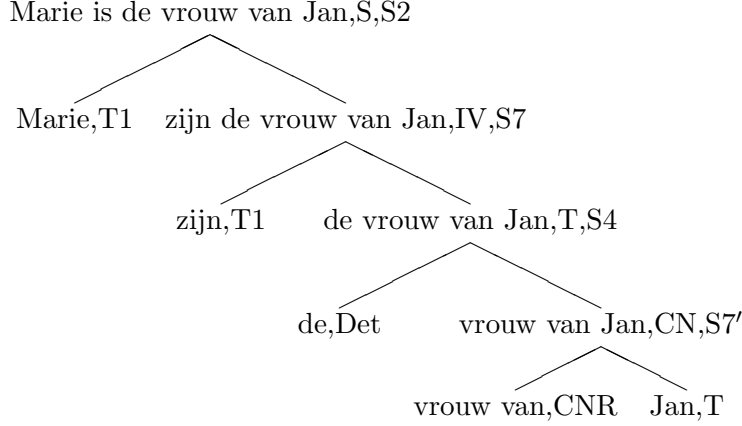 Marie is de vrouw van Jan,S,S2
Marie,T1 zijn de vrouw van Jan,IV,S7
zijn,T1 de vrouw van Jan,T,S4
de,Det vrouw van Jan,CN,S7′
vrouw van,CNR Jan,T